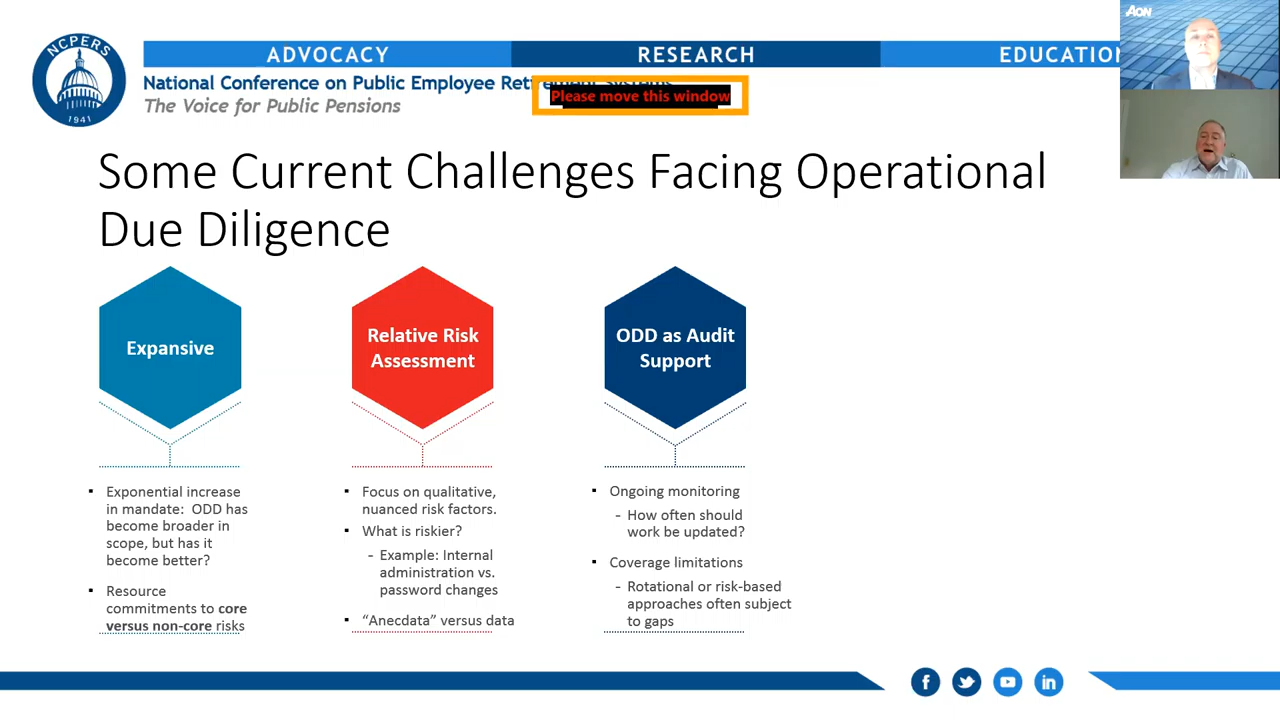 NCPERS
1941
ADVOCACY
RESEARCH
EDUCATION
National Conference on Public Employee Retirement Systems
The Voice for Public Pensions
Please move this window
AON
Some Current Challenges Facing Operational
Due Diligence
Expansive
▪ Exponential increase
in mandate: ODD has
become broader in
scope, but has it
become better?
▪ Resource
commitments to core
versus non-core risks
Relative Risk
Assessment
▪ Focus on qualitative,
nuanced risk factors.
▪ What is riskier?
- Example: Internal
administration vs.
password changes
▪ “Anecdata” versus data
ODD as Audit
Support
▪ Ongoing monitoring
- How often should
work be updated?
▪ Coverage limitations
- Rotational or risk-based
approaches often subject
to gaps
f
in